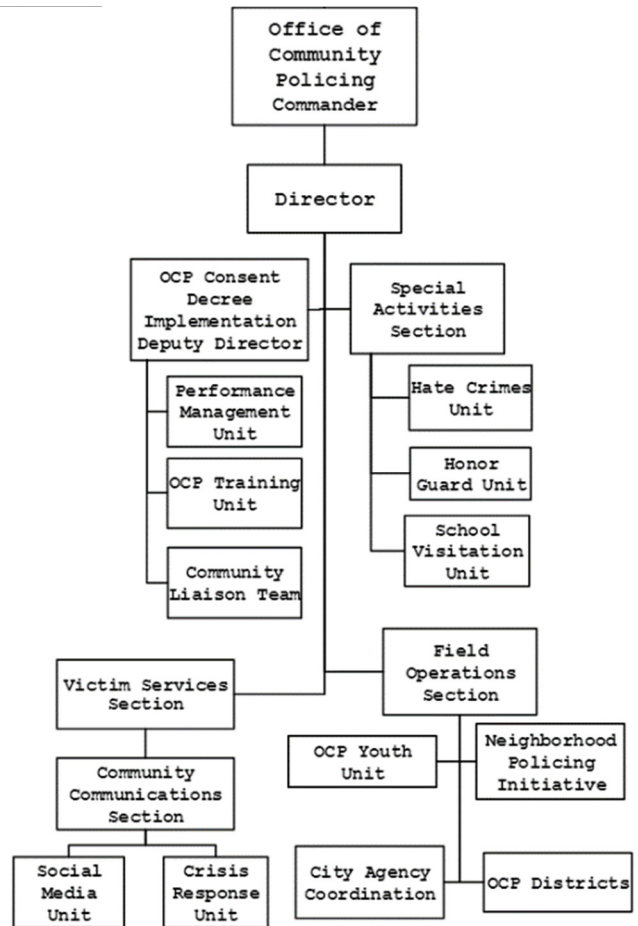 Office of
Community
Policing
Commander
Director
OCP Consent
Decree
Implementation
Deputy Director
Special
Activities
Section
Performance
Management
Unit
Hate Crimes
Unit
OCP Training
Unit
Honor
Guard Unit
Community
Liaison Team
School
Visitation
Unit
Victim Services
Section
Field
Operations
Section
Community
Communications
Section
OCP Youth
Unit
Neighborhood
Policing
Initiative
Social
Media
Unit
Crisis
Response
Unit
City Agency
Coordination
OCP Districts